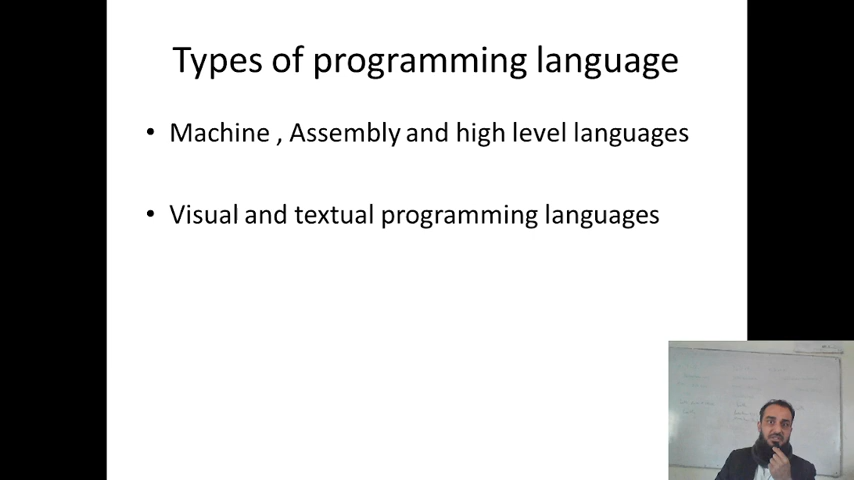 Types of programming language
• Machine , Assembly and high level languages
• Visual and textual programming languages